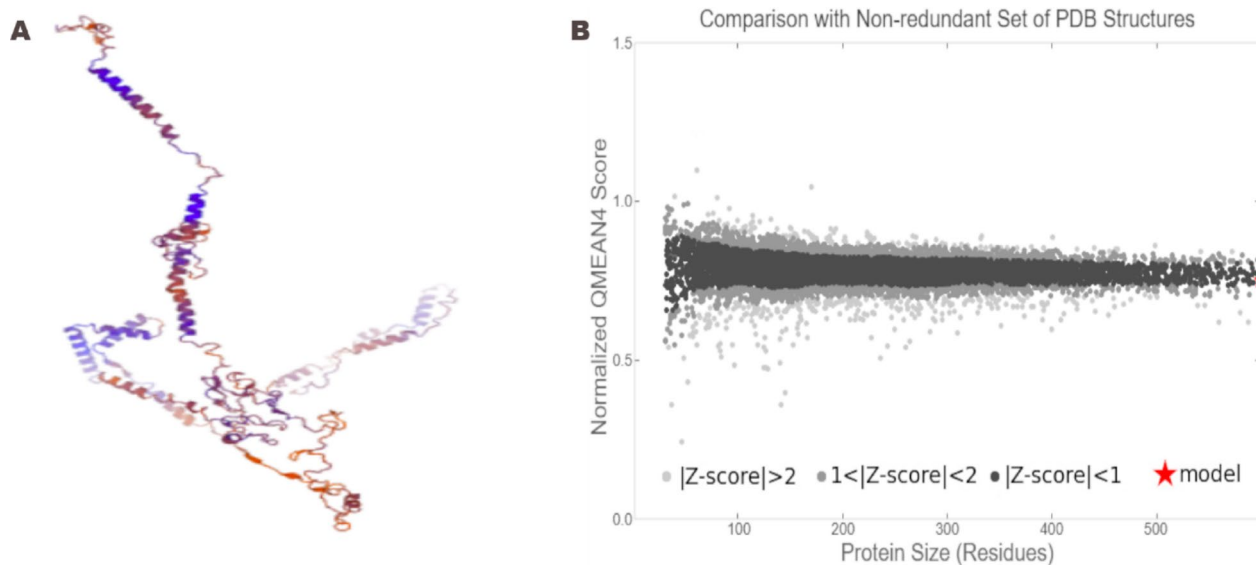 A
B
Comparison with Non-redundant Set of PDB Structures
Normalized QMEAN4 Score
1.5
1.0
0.5
0.0
|Z-score|>2
1<|Z-score|<2
|Z-score|<1
model
100
200
300
400
500
Protein Size (Residues)